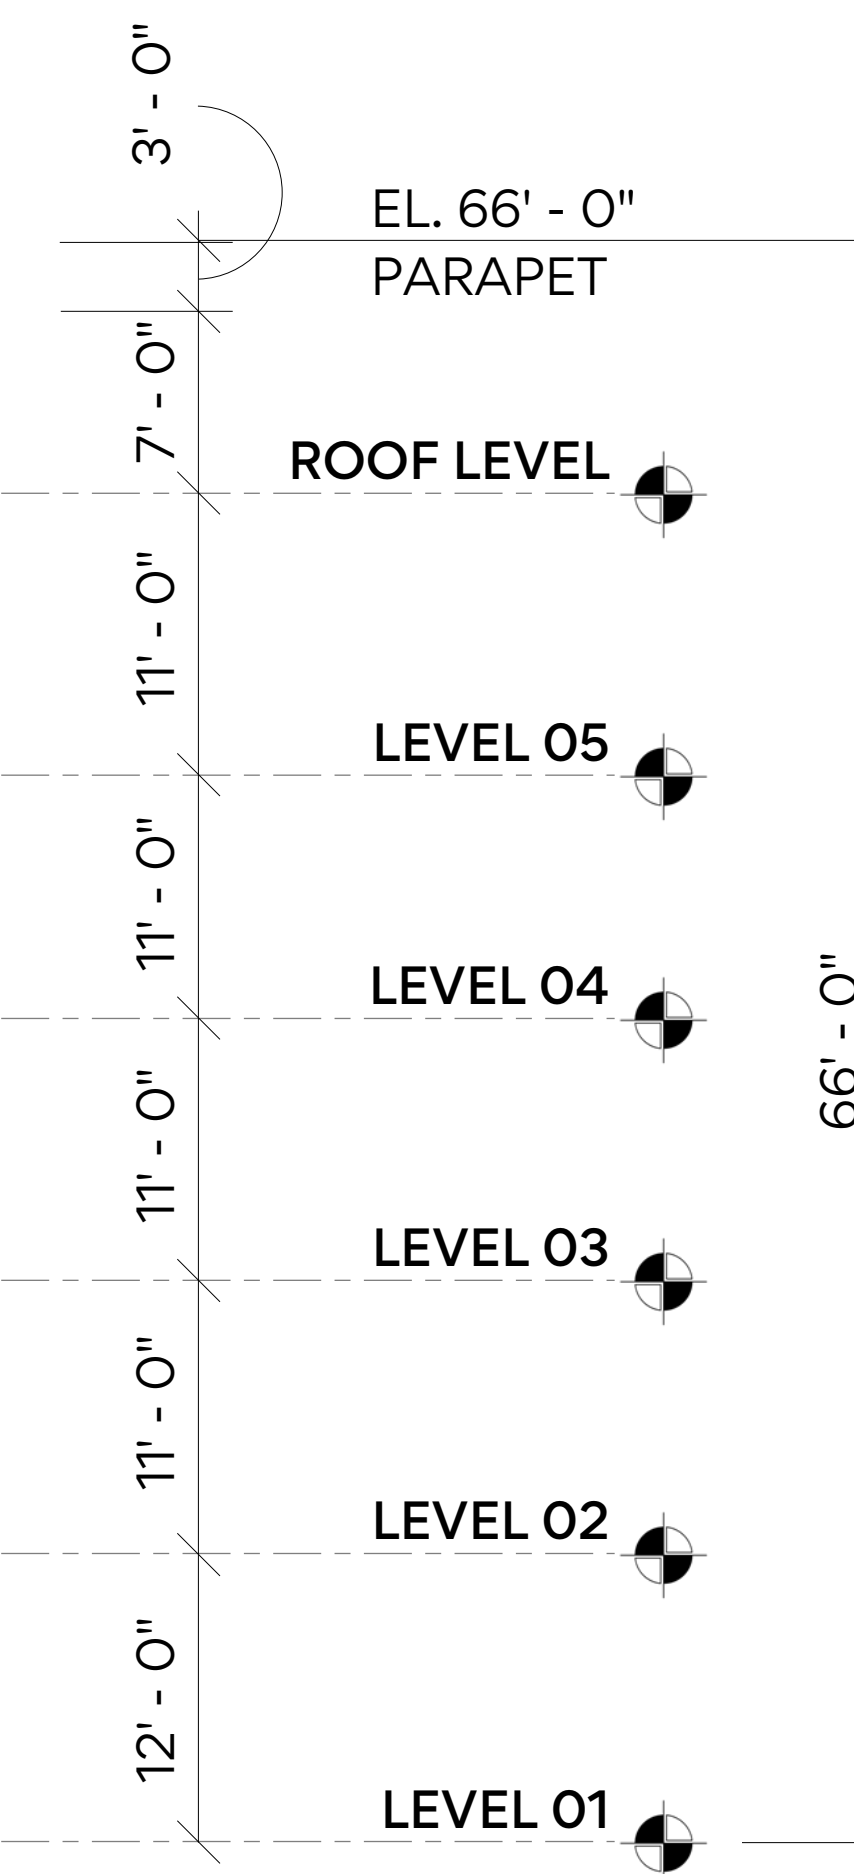 3' - 0"
EL. 66' - 0"
PARAPET
7' - 0"
ROOF LEVEL
11' - 0"
LEVEL 05
11' - 0"
LEVEL 04
66' - 0"
11' - 0"
LEVEL 03
11' - 0"
LEVEL 02
12' - 0"
LEVEL 01